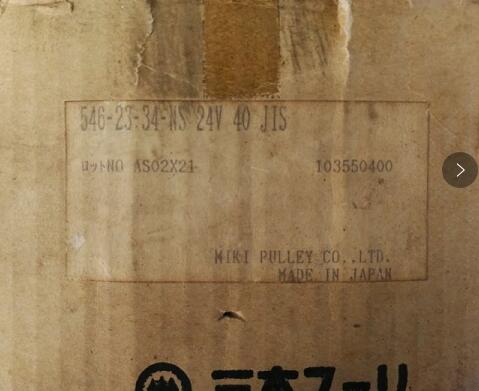 546-23-34-NS 24V 40 JIS
ロットNO AS02X21 103550400
MIKI PULLEY CO.,LTD.
MADE IN JAPAN
三木プーリ